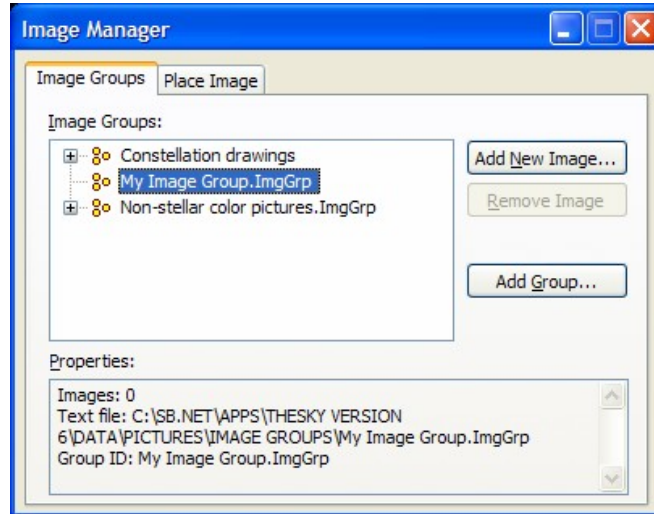 Image Manager
Image Groups
Place Image
Image Groups:
Constellation drawings
My Image Group.ImgGrp
Non-stellar color pictures.ImgGrp
Add New Image...
Remove Image
Add Group...
Properties:
Images: 0
Text file: C:\SB.NET\APPS\THESKY VERSION
6\DATA\PICTURES\IMAGE GROUPS\My Image Group.ImgGrp
Group ID: My Image Group.ImgGrp